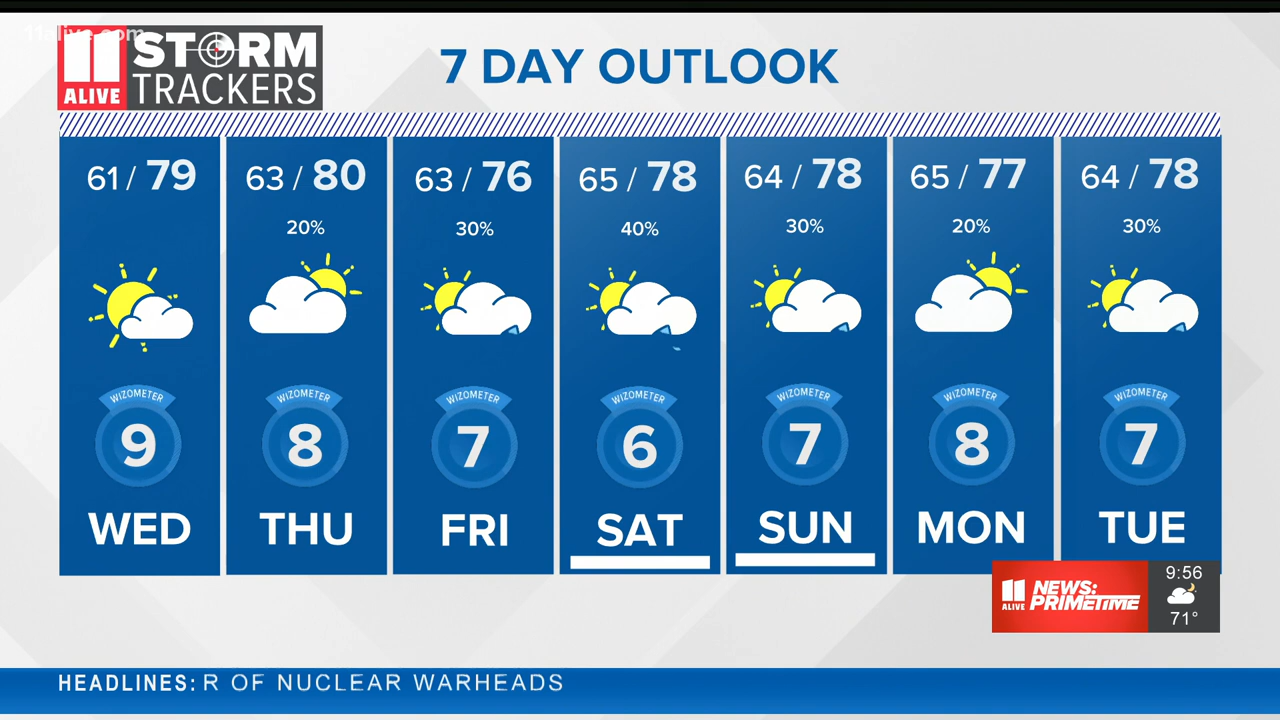 11alive.com
11 ALIVE
STORM
TRACKERS
7 DAY OUTLOOK
61 / 79
WIZOMETER
9
WED
63 / 80
20%
WIZOMETER
8
THU
63 / 76
30%
WIZOMETER
7
FRI
65 / 78
40%
WIZOMETER
6
SAT
64 / 78
30%
WIZOMETER
7
SUN
65 / 77
20%
WIZOMETER
8
MON
64 / 78
30%
WIZOMETER
7
TUE
11 ALIVE
NEWS:
PRIMETIME
9:56
71°
HEADLINES: R OF NUCLEAR WARHEADS